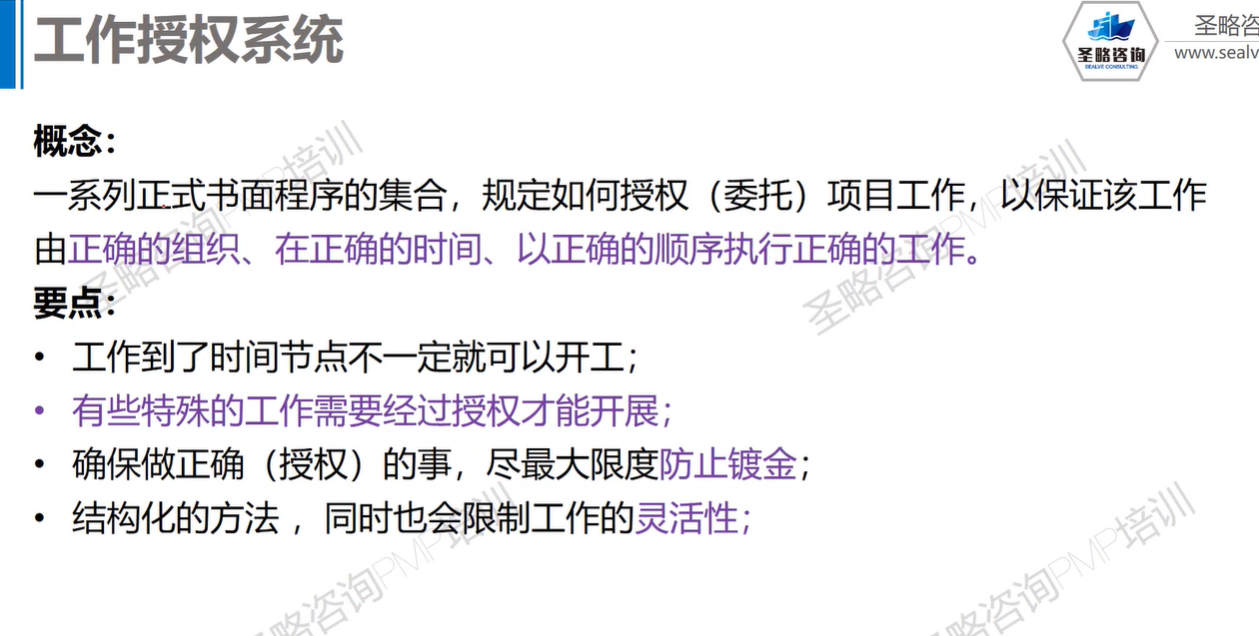 工作授权系统
圣略咨询
SEALVE CONSULTING
圣略咨
www.sealv
概念：
一系列正式书面程序的集合，规定如何授权（委托）项目工作，以保证该工作
由正确的组织、在正确的时间、以正确的顺序执行正确的工作。
要点：
• 工作到了时间节点不一定就可以开工；
• 有些特殊的工作需要经过授权才能开展；
• 确保做正确（授权）的事，尽最大限度防止镀金；
• 结构化的方法 ，同时也会限制工作的灵活性；
圣略咨询PMP培训
圣略咨询PMP培训
圣略咨询PMP培训
圣略咨询PMP培训